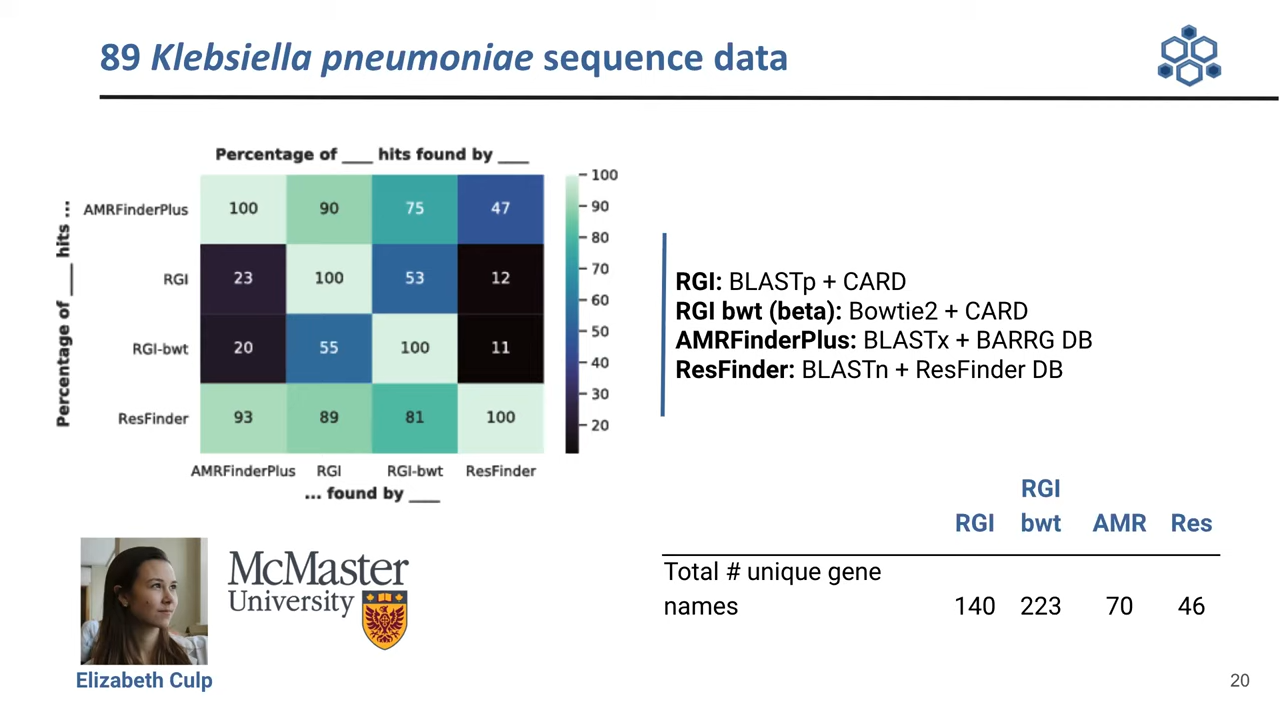 89 Klebsiella pneumoniae sequence data
Percentage of ___ hits found by ___
Percentage of ___ hits ...
AMRFinderPlus 100 90 75 47
RGI 23 100 53 12
RGI-bwt 20 55 100 11
ResFinder 93 89 81 100
AMRFinderPlus RGI RGI-bwt ResFinder
... found by ___
100
90
80
70
60
50
40
30
20
RGI: BLASTp + CARD
RGI bwt (beta): Bowtie2 + CARD
AMRFinderPlus: BLASTx + BARRG DB
ResFinder: BLASTn + ResFinder DB
RGI
RGI bwt AMR Res
Total # unique gene
names 140 223 70 46
McMaster
University
Elizabeth Culp
20